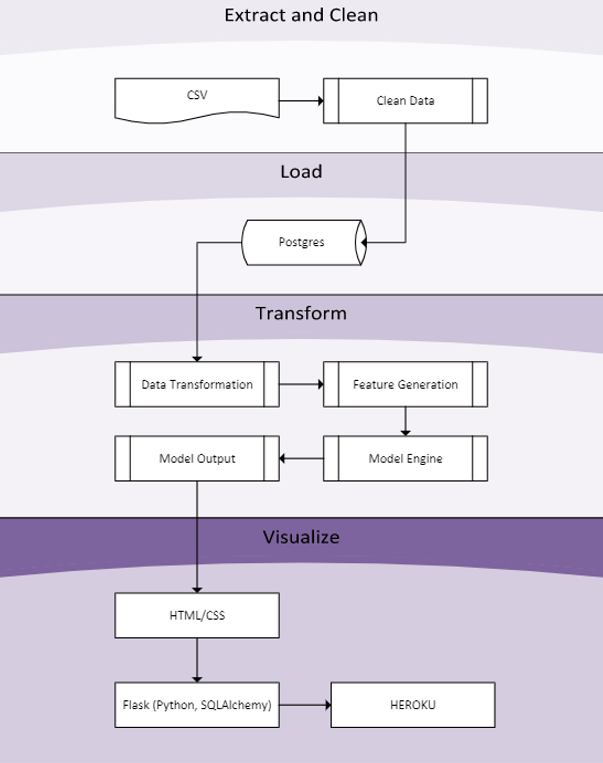 Extract and Clean
CSV
Clean Data
Load
Postgres
Transform
Data Transformation
Feature Generation
Model Output
Model Engine
Visualize
HTML/CSS
Flask (Python, SQLAlchemy)
HEROKU